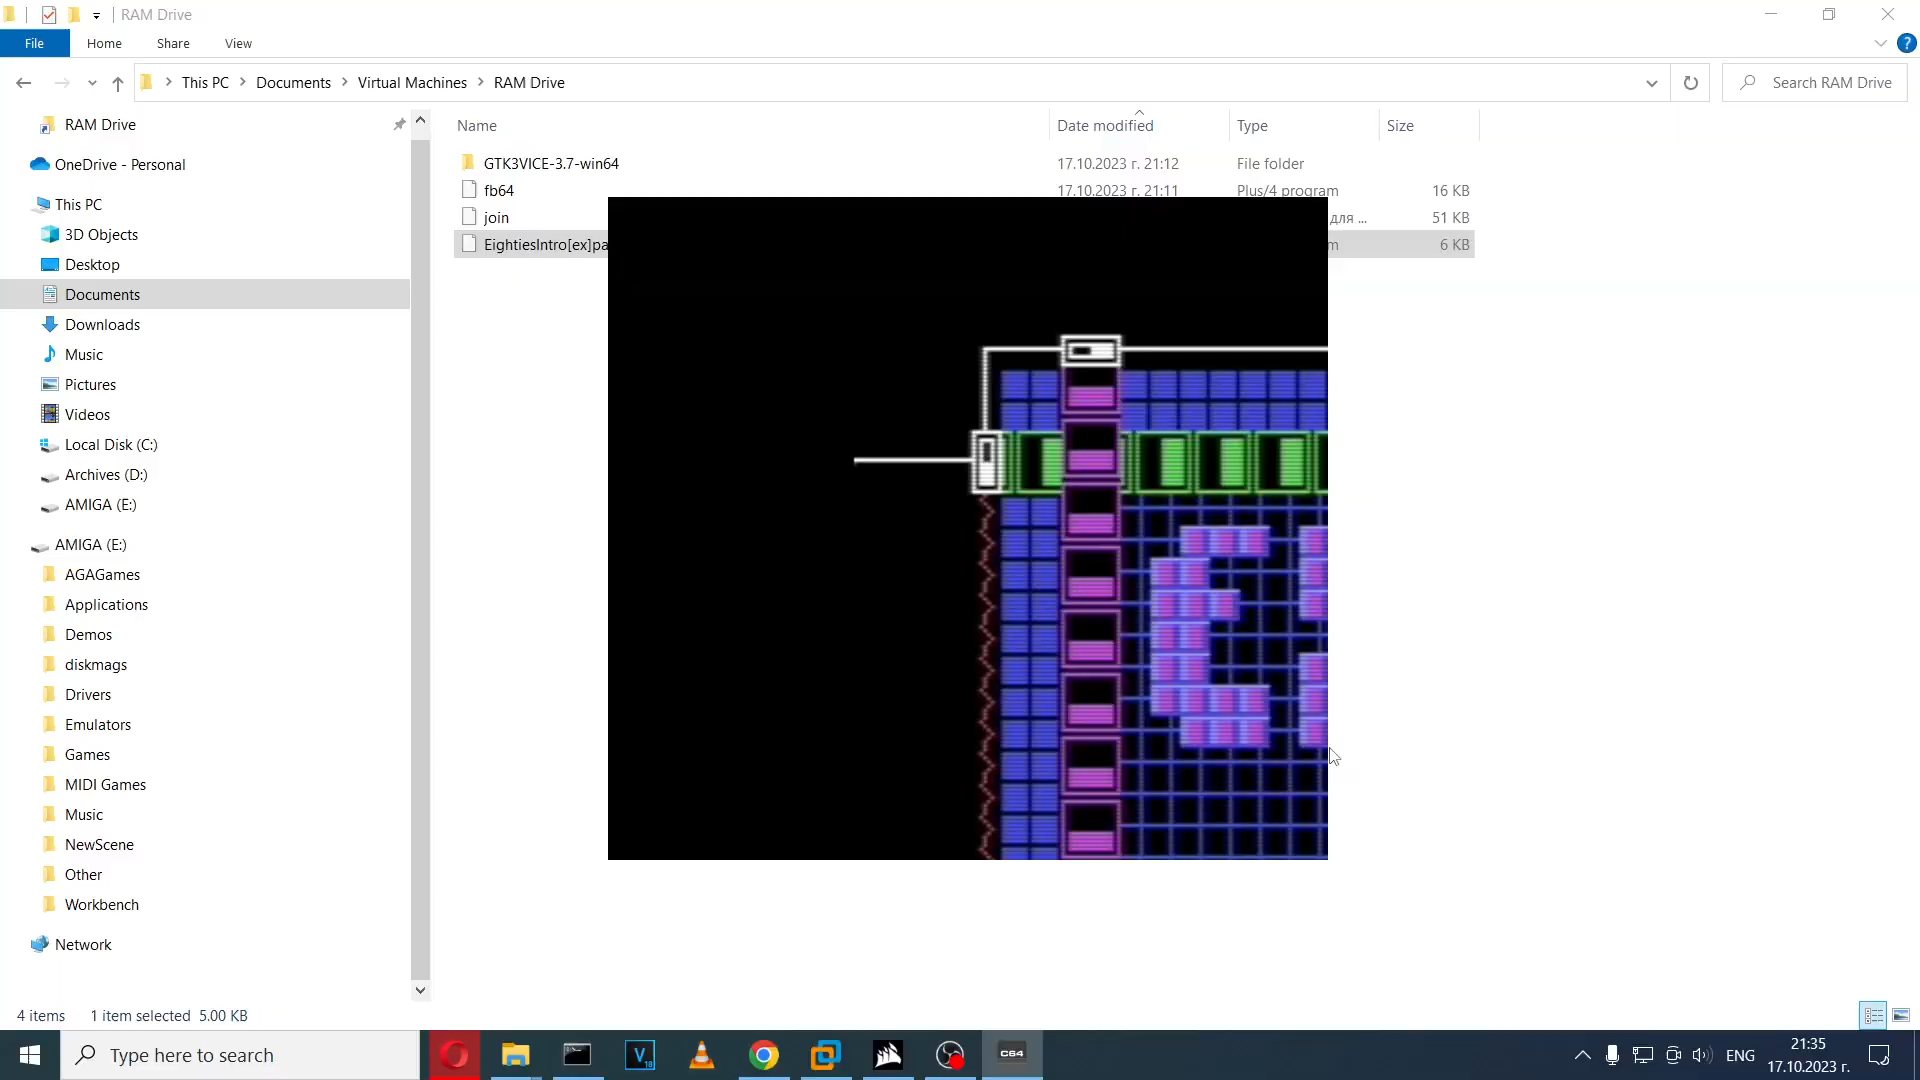 RAM Drive
File
Home
Share
View
This PC
Documents
Virtual Machines
RAM Drive
Search RAM Drive
RAM Drive
OneDrive - Personal
This PC
3D Objects
Desktop
Documents
Downloads
Music
Pictures
Videos
Local Disk (C:)
Archives (D:)
AMIGA (E:)
AMIGA (E:)
AGAGames
Applications
Demos
diskmags
Drivers
Emulators
Games
MIDI Games
Music
NewScene
Other
Workbench
Network
Name Date modified Type Size
GTK3VICE-3.7-win64 17.10.2023 г. 21:12 File folder
fb64 17.10.2023 г. 21:11 Plus/4 program 16 KB
join для ... 51 KB
EightiesIntro[ex]pa m 6 KB
4 items 1 item selected 5.00 KB
Type here to search
V
18
C64
ENG
21:35
17.10.2023 г.